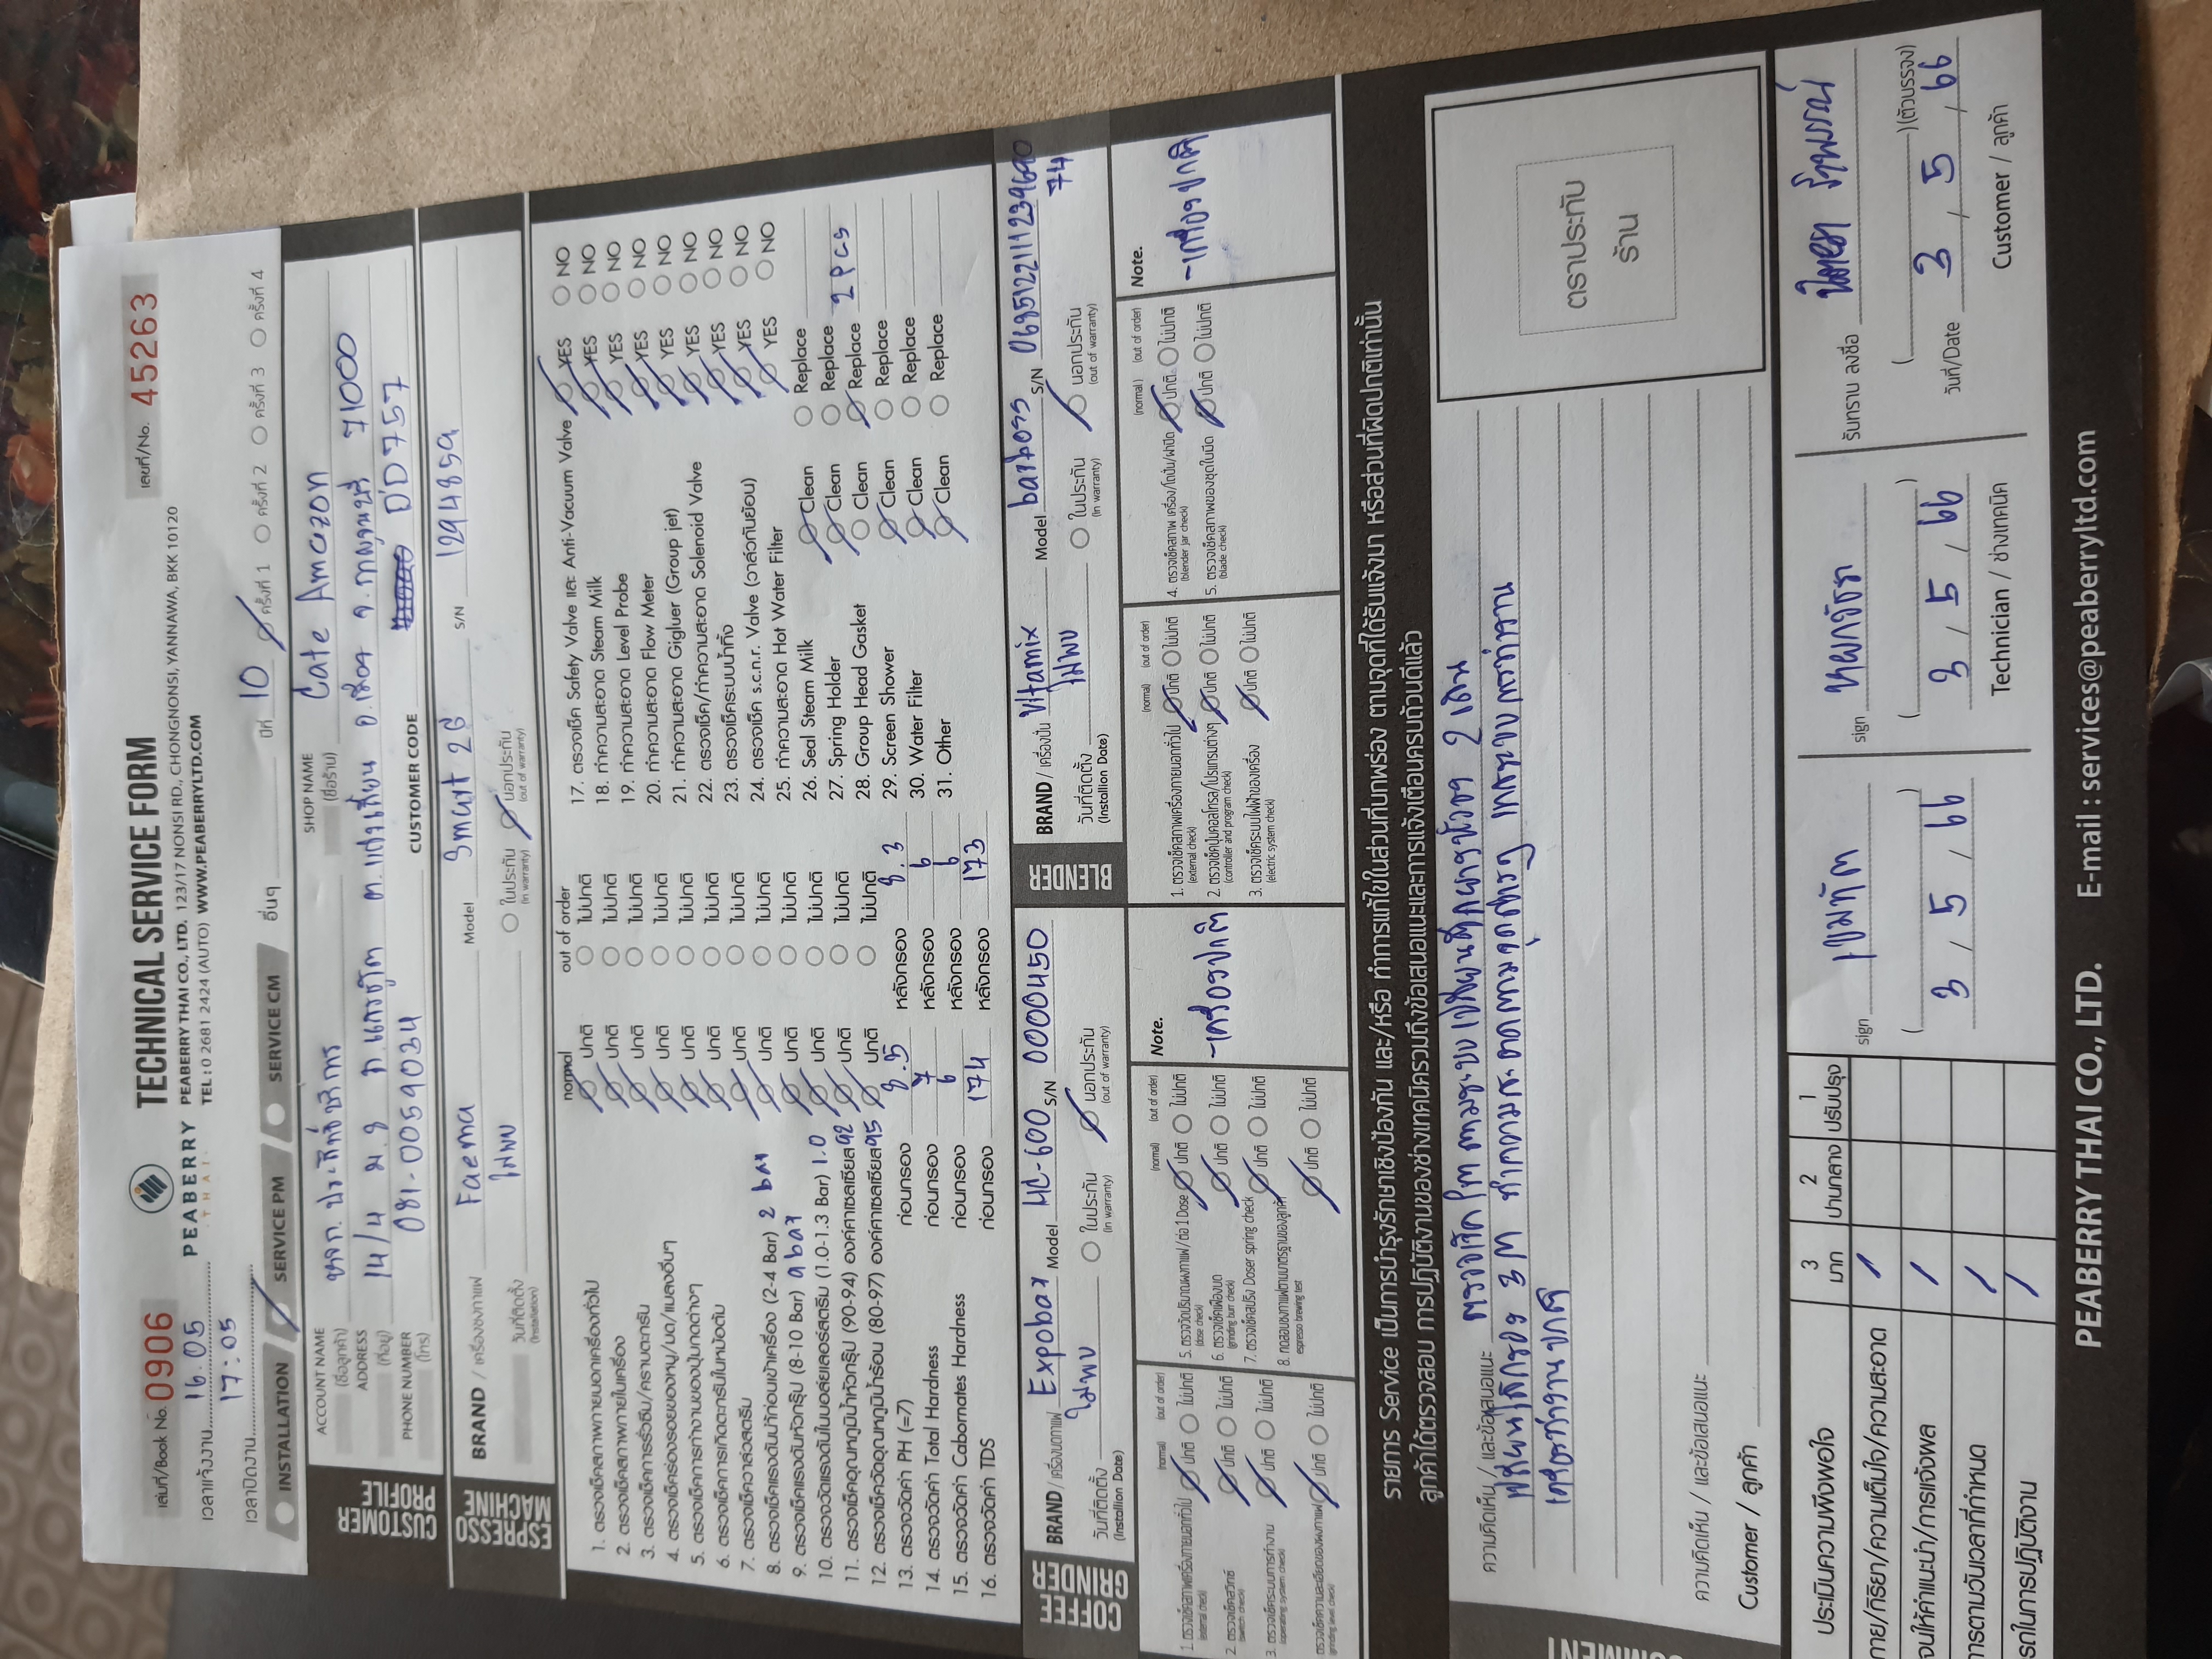 เล่มที่/Book No. 0906
PEABERRY
THAI
TECHNICAL SERVICE FORM
เลขที่/No. 45263
PEABERRY THAI CO., LTD. 123/17 NONSI RD., CHONGNONSI, YANNAWA, BKK 10120
TEL : 0 2681 2424 (AUTO) WWW.PEABERRYLTD.COM
เวลาแจ้งงาน 16.05
เวลาปิดงาน 17:05
INSTALLATION SERVICE PM SERVICE CM อื่นๆ ปีที่ 10 ครั้งที่ 1 ครั้งที่ 2 ครั้งที่ 3 ครั้งที่ 4
CUSTOMER PROFILE
ACCOUNT NAME (ชื่อลูกค้า) หจก. ประสิทธิ์บริการ SHOP NAME (ชื่อร้าน) Cafe Amazon
ADDRESS (ที่อยู่) 14/4 ม.8 ถ.แสงชูโต ต. อ.เมือง จ.กาญจนบุรี 71000
PHONE NUMBER (โทร) 081-0059034 CUSTOMER CODE DD757
ESPRESSO MACHINE
BRAND / เครื่องชงกาแฟ Faema Model Smart 2G S/N 1294859
วันที่ติดตั้ง (Installation) ไม่พบ ในประกัน (in warranty) นอกประกัน (out of warranty)
normal out of order
1. ตรวจเช็คสภาพภายนอกเครื่องทั่วไป ปกติ ไม่ปกติ
2. ตรวจเช็คสภาพภายในเครื่อง ปกติ ไม่ปกติ
3. ตรวจเช็คการรั่วซึม/คราบตะกรัน ปกติ ไม่ปกติ
4. ตรวจเช็คร่องรอยของหนู/มด/แมลงอื่นๆ ปกติ ไม่ปกติ
5. ตรวจเช็คการทำงานของปุ่มกดต่างๆ ปกติ ไม่ปกติ
6. ตรวจเช็คการเกิดตะกรันในหม้อต้ม ปกติ ไม่ปกติ
7. ตรวจเช็ควาล์วสตรีม ปกติ ไม่ปกติ
8. ตรวจเช็คแรงดันน้ำก่อนเข้าเครื่อง (2-4 Bar) 2 bar ปกติ ไม่ปกติ
9. ตรวจเช็คแรงดันหัวกรุ๊ป (8-10 Bar) 9 bar ปกติ ไม่ปกติ
10. ตรวจวัดแรงดันในบอล์ยเลอร์สตรีม (1.0-1.3 Bar) 1.0 ปกติ ไม่ปกติ
11. ตรวจเช็คอุณหภูมิน้ำหัวกรุ๊ป (90-94) องค์ศาเซลเซียส 92 ปกติ ไม่ปกติ
12. ตรวจเช็ควัดอุณหภูมิน้ำร้อน (80-97) องค์ศาเซลเซียส 95 ปกติ ไม่ปกติ
13. ตรวจวัดค่า PH (=7) ก่อนกรอง 8.5 หลังกรอง 8.3
14. ตรวจวัดค่า Total Hardness ก่อนกรอง 7 หลังกรอง 6
15. ตรวจวัดค่า Cabornates Hardness ก่อนกรอง 6 หลังกรอง 6
16. ตรวจวัดค่า TDS ก่อนกรอง 174 หลังกรอง 173
17. ตรวจเช็ค Safety Valve และ Anti-Vacuum Valve YES NO
18. ทำความสะอาด Steam Milk YES NO
19. ทำความสะอาด Level Probe YES NO
20. ทำความสะอาด Flow Meter YES NO
21. ทำความสะอาด Gigluer (Group jet) YES NO
22. ตรวจเช็ค/ทำความสะอาด Solenoid Valve YES NO
23. ตรวจเช็คระบบน้ำทิ้ง YES NO
24. ตรวจเช็ค s.c.n.r. Valve (วาล์วกันย้อน) YES NO
25. ทำความสะอาด Hot Water Filter YES NO
26. Seal Steam Milk Clean Replace
27. Spring Holder Clean Replace
28. Group Head Gasket Clean Replace 2 Pcs
29. Screen Shower Clean Replace
30. Water Filter Clean Replace
31. Other Clean Replace
COFFEE GRINDER
BRAND / เครื่องบดกาแฟ Expobar Model MC-600 S/N 0000450
วันที่ติดตั้ง (Installion Date) ไม่พบ ในประกัน (in warranty) นอกประกัน (out of warranty)
BLENDER
BRAND / เครื่องปั่น Vitamix Model barboss S/N
74
วันที่ติดตั้ง (Installion Date) ไม่พบ ในประกัน (in warranty) นอกประกัน (out of warranty)
(normal) (out of order)
1. ตรวจเช็คสภาพเครื่องภายนอกทั่วไป (external check) ปกติ ไม่ปกติ
2. ตรวจเช็คสวิทซ์ (switch check) ปกติ ไม่ปกติ
3. ตรวจเช็คระบบการทำงาน (operating system check) ปกติ ไม่ปกติ
ตรวจเช็คความละเอียดของผงกาแฟ (grinding level check) ปกติ ไม่ปกติ
(normal) (out of order)
5. ตรวจวัดปริมาณผงกาแฟ/ต่อ 1 Dose (dose check) ปกติ ไม่ปกติ
6. ตรวจเช็คเฟืองบด (grinding burr check) ปกติ ไม่ปกติ
7. ตรวจเช็คสปริง Doser spring check ปกติ ไม่ปกติ
8. ทดสอบชงกาแฟตามมาตรฐานของลูกค้า espresso brewing test ปกติ ไม่ปกติ
Note.
-เครื่องปกติ
(normal) (out of order)
1. ตรวจเช็คสภาพเครื่องภายนอกทั่วไป (external check) ปกติ ไม่ปกติ
2. ตรวจเช็คปุ่มคอลโทรล/โปรแกรมต่างๆ (controller and program check) ปกติ ไม่ปกติ
3. ตรวจเช็คระบบไฟฟ้าของเครื่อง (electric system check) ปกติ ไม่ปกติ
(normal ) (out of order)
4. ตรวจเช็คสภาพ เครื่อง/โถปั่น/ฝาปิด (blender jar check) ปกติ ไม่ปกติ
5. ตรวจเช็คสภาพของชุดใบมีด (blade check) ปกติ ไม่ปกติ
Note.
-เครื่องปกติ
รายการ Service เป็นการบำรุงรักษาเชิงป้องกัน และ/หรือ ทำการแก้ไขในส่วนที่บกพร่อง ตามจุดที่ได้รับแจ้งมา หรือส่วนที่ผิดปกติเท่านั้น
ลูกค้าได้ตรวจสอบ การปฏิบัติงานของช่างเทคนิครวมถึงข้อเสนอแนะและการแจ้งเตือนครบถ้วนดีแล้ว
ความคิดเห็น / และข้อเสนอแนะ ตรวจเช็ค Pm ตามระบบ เปลี่ยน ยางหัวชง 2 เส้น
เปลี่ยนไส้กรอง 3M ทำความสะอาดตามจุดต่างๆ เทสระบบการทำงาน
เครื่องทำงานปกติ
ตราประทับ
ร้าน
ความคิดเห็น / และข้อเสนอแนะ
Customer / ลูกค้า
ประเมินความพึงพอใจ 3 มาก 2 ปานกลาง 1 ปรับปรุง
กาย/กิริยา/ความเต็มใจ/ความสะอาด
จนให้คำแนะนำ/การแจ้งผล
การตามวันเวลาที่กำหนด
รถในการปฏิบัติงาน
sign เขมทัต
3 / 5 / 66
sign
3 / 5 / 66
Technician / ช่างเทคนิค
รับทราบ ลงชื่อ
(ตัวบรรจง)
วันที่/Date 3 / 5 / 66
Customer / ลูกค้า
PEABERRY THAI CO., LTD. E-mail : services@peaberryltd.com